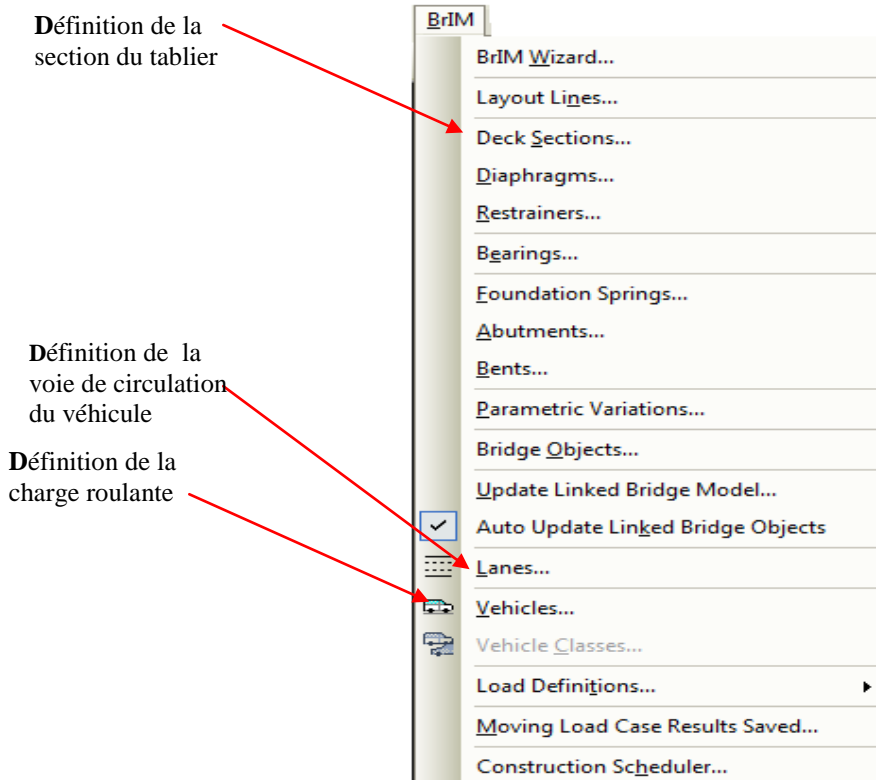 Définition de la
section du tablier
Définition de la
voie de circulation
du véhicule
Définition de la
charge roulante
BrIM
BrIM Wizard...
Layout Lines...
Deck Sections...
Diaphragms...
Restrainers...
Bearings...
Foundation Springs...
Abutments...
Bents...
Parametric Variations...
Bridge Objects...
Update Linked Bridge Model...
Auto Update Linked Bridge Objects
Lanes...
Vehicles...
Vehicle Classes...
Load Definitions...
Moving Load Case Results Saved...
Construction Scheduler...